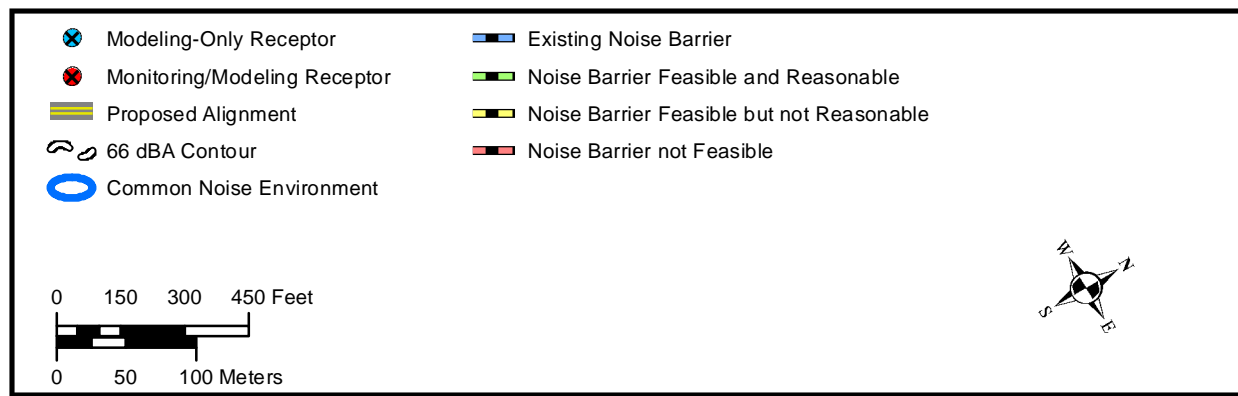 Modeling-Only Receptor
Monitoring/Modeling Receptor
Proposed Alignment
66 dBA Contour
Common Noise Environment
Existing Noise Barrier
Noise Barrier Feasible and Reasonable
Noise Barrier Feasible but not Reasonable
Noise Barrier not Feasible
0 150 300 450 Feet
0 50 100 Meters
W N
S E